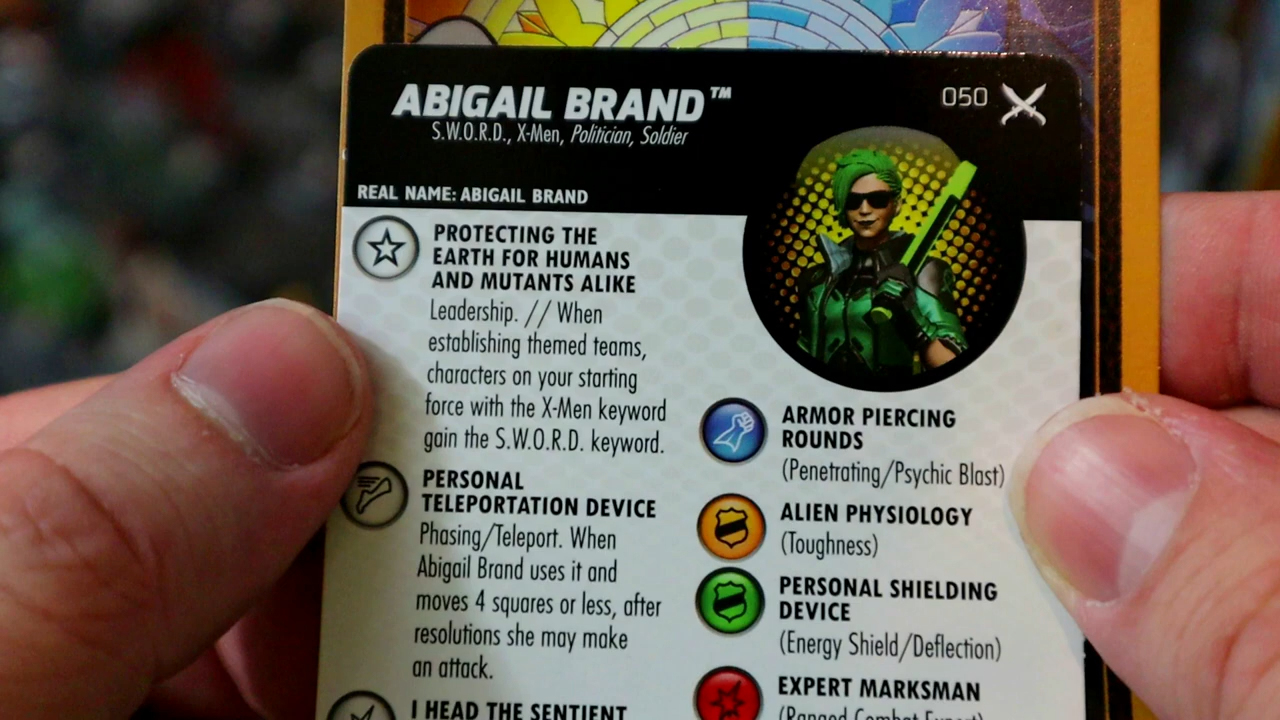 ABIGAIL BRAND™
050
S.W.O.R.D., X-Men, Politician, Soldier
REAL NAME: ABIGAIL BRAND
PROTECTING THE
EARTH FOR HUMANS
AND MUTANTS ALIKE
Leadership. // When
establishing themed teams,
characters on your starting
force with the X-Men keyword
gain the S.W.O.R.D. keyword.
PERSONAL
TELEPORTATION DEVICE
Phasing/Teleport. When
Abigail Brand uses it and
moves 4 squares or less, after
resolutions she may make
an attack.
I HEAD THE SENTIENT
ARMOR PIERCING
ROUNDS
(Penetrating/Psychic Blast)
ALIEN PHYSIOLOGY
(Toughness)
PERSONAL SHIELDING
DEVICE
(Energy Shield/Deflection)
EXPERT MARKSMAN
(Ranged Combat Expert)